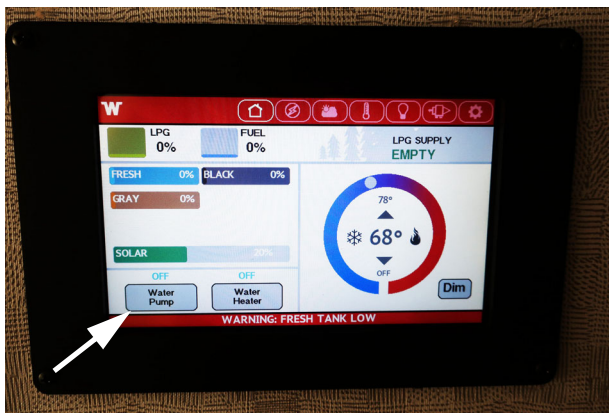 W
LPG
0%
FUEL
0%
LPG SUPPLY
EMPTY
FRESH 0%
BLACK 0%
GRAY 0%
SOLAR 20%
78°
68°
OFF
OFF
Water
Pump
OFF
Water
Heater
Dim
WARNING: FRESH TANK LOW